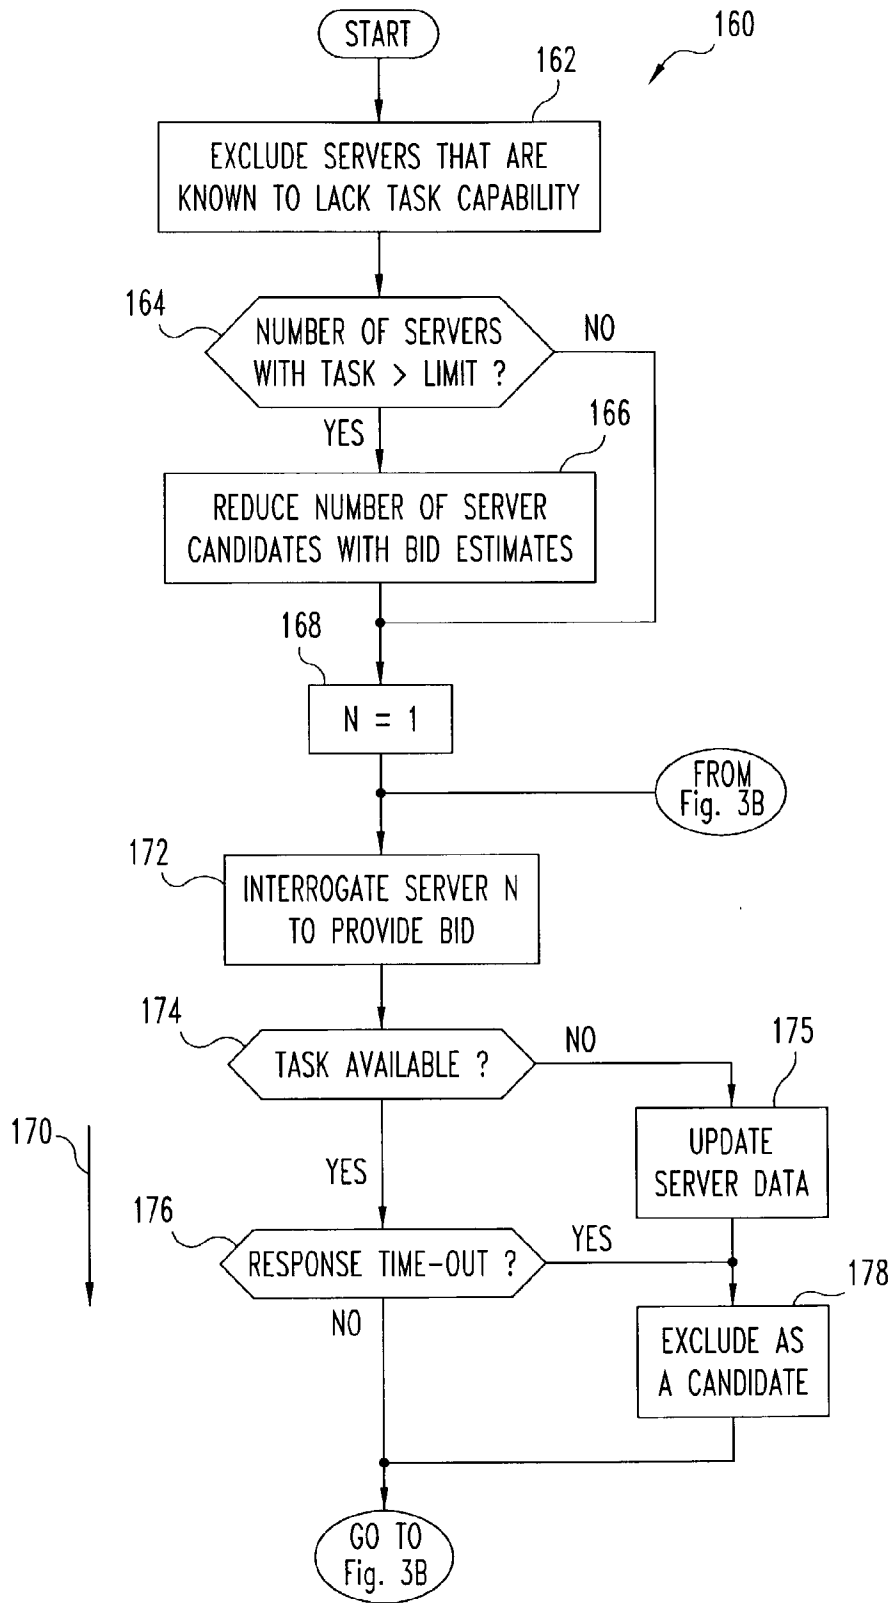 START
160
162
EXCLUDE SERVERS THAT ARE
KNOWN TO LACK TASK CAPABILITY
164
NUMBER OF SERVERS
WITH TASK > LIMIT ?
NO
YES
166
REDUCE NUMBER OF SERVER
CANDIDATES WITH BID ESTIMATES
168
N = 1
FROM
Fig. 3B
172
INTERROGATE SERVER N
TO PROVIDE BID
174
TASK AVAILABLE ?
NO
175
UPDATE
SERVER DATA
170
YES
176
RESPONSE TIME-OUT ?
YES
178
NO
EXCLUDE AS
A CANDIDATE
GO TO
Fig. 3B